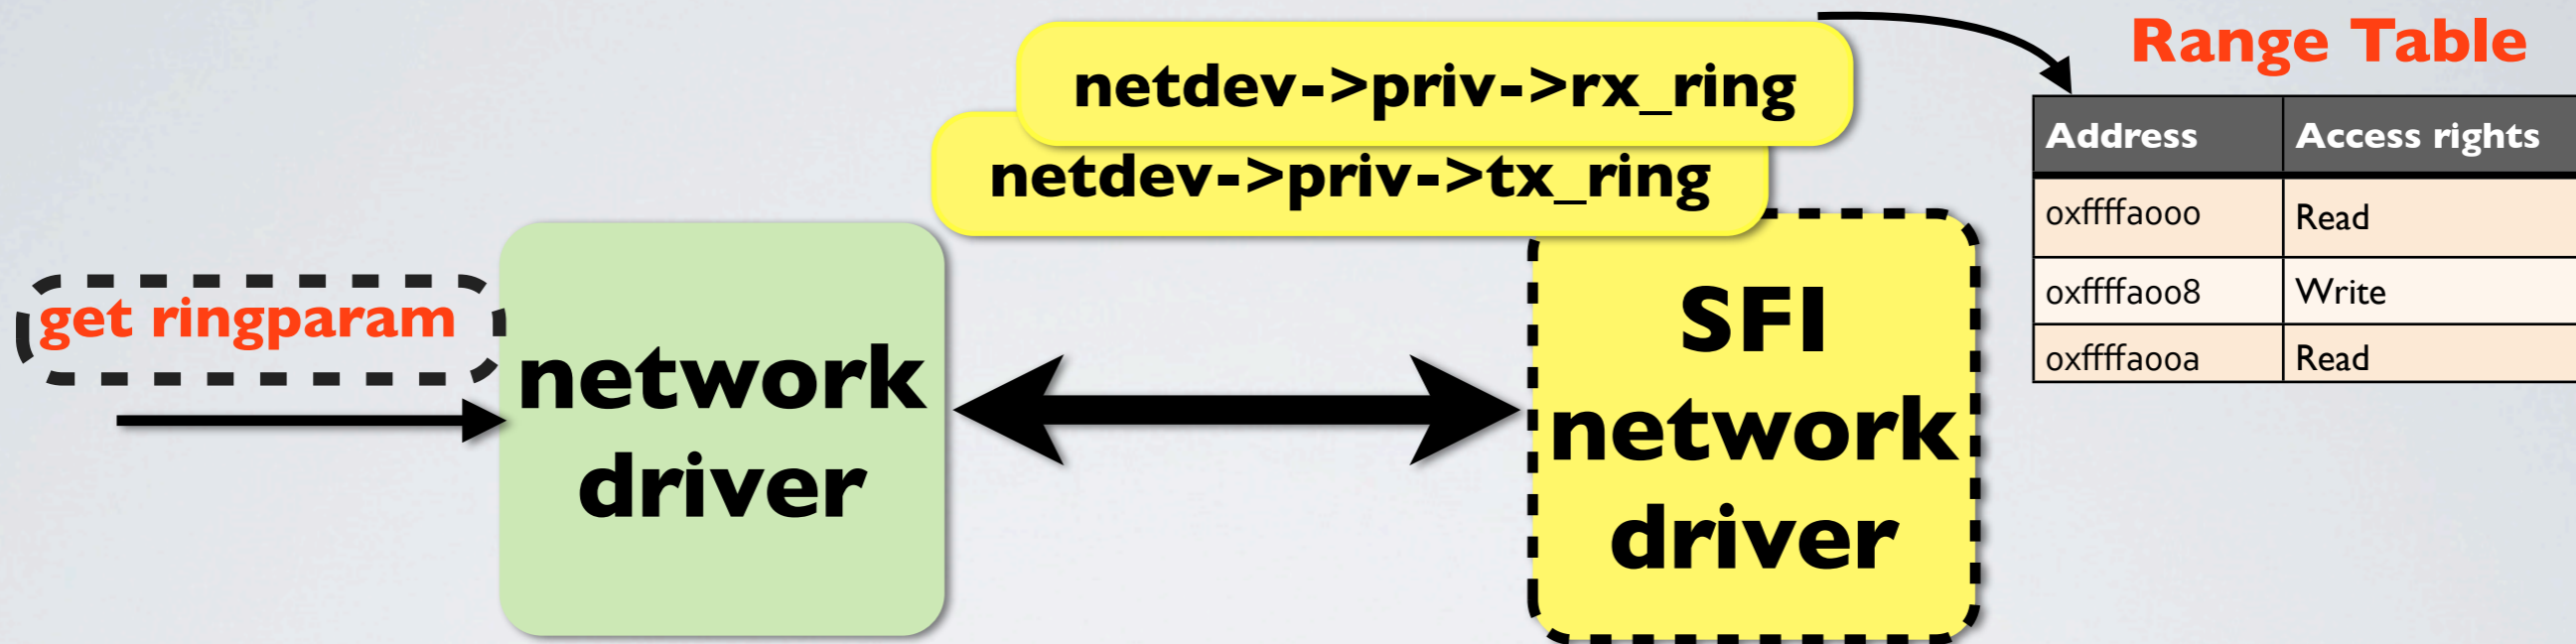 get ringparam
network
driver
netdev->priv->rx_ring
netdev->priv->tx_ring
SFI
network
driver
Range Table
Address Access rights
0xffffa000 Read
0xffffa008 Write
0xffffa00a Read